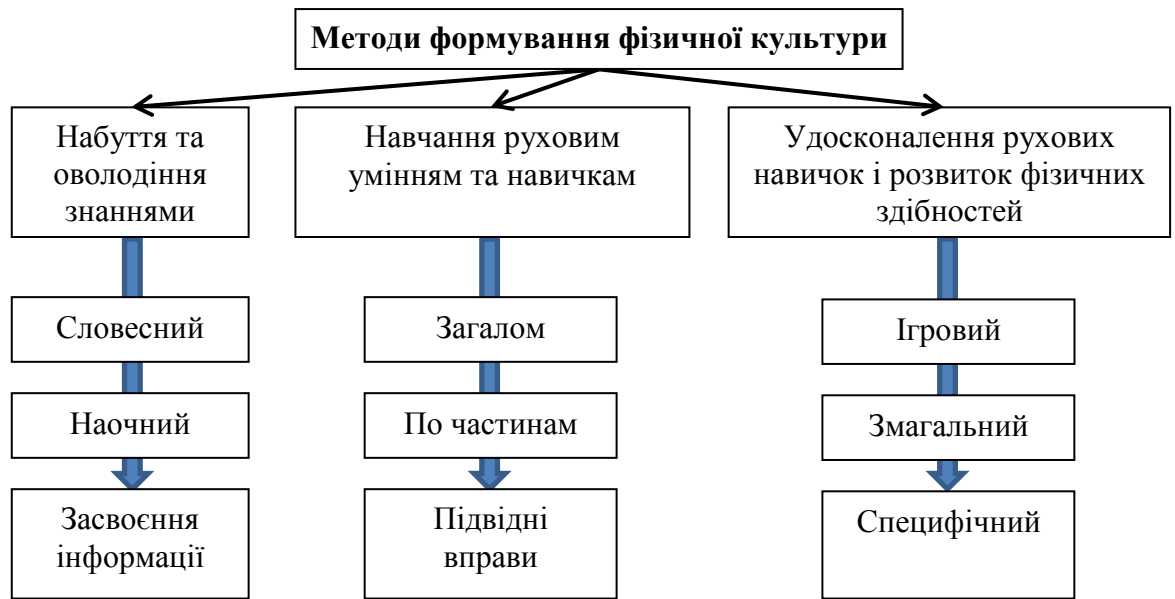 Методи формування фізичної культури
Набуття та
оволодіння
знаннями
Навчання руховим
умінням та навичкам
Удосконалення рухових
навичок і розвиток фізичних
здібностей
Словесний
Загалом
Ігровий
Наочний
По частинам
Змагальний
Засвоєння
інформації
Підвідні
вправи
Специфічний